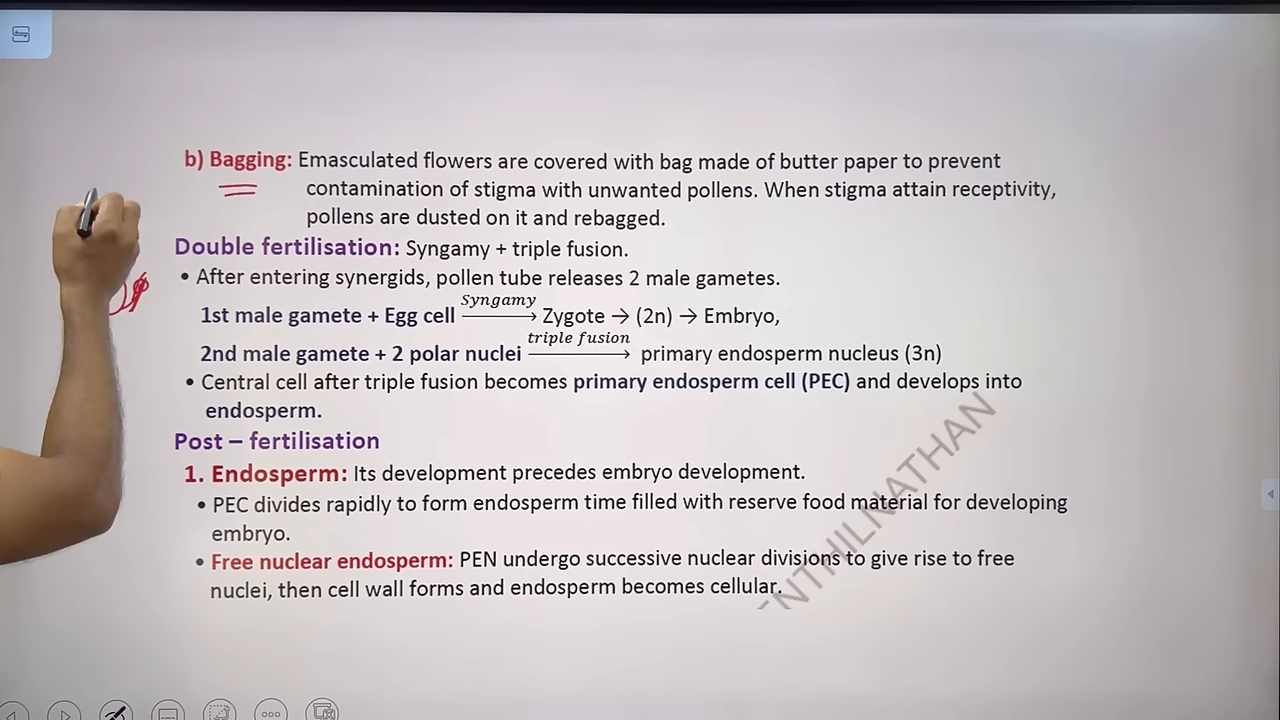 b) Bagging: Emasculated flowers are covered with bag made of butter paper to prevent
contamination of stigma with unwanted pollens. When stigma attain receptivity,
pollens are dusted on it and rebagged.
Double fertilisation: Syngamy + triple fusion.
• After entering synergids, pollen tube releases 2 male gametes.
1st male gamete + Egg cell Syngamy → Zygote → (2n) → Embryo,
2nd male gamete + 2 polar nuclei triple fusion → primary endosperm nucleus (3n)
• Central cell after triple fusion becomes primary endosperm cell (PEC) and develops into
endosperm.
Post – fertilisation
1. Endosperm: Its development precedes embryo development.
• PEC divides rapidly to form endosperm time filled with reserve food material for developing
embryo.
• Free nuclear endosperm: PEN undergo successive nuclear divisions to give rise to free
nuclei, then cell wall forms and endosperm becomes cellular.
ENTHILNATHAN